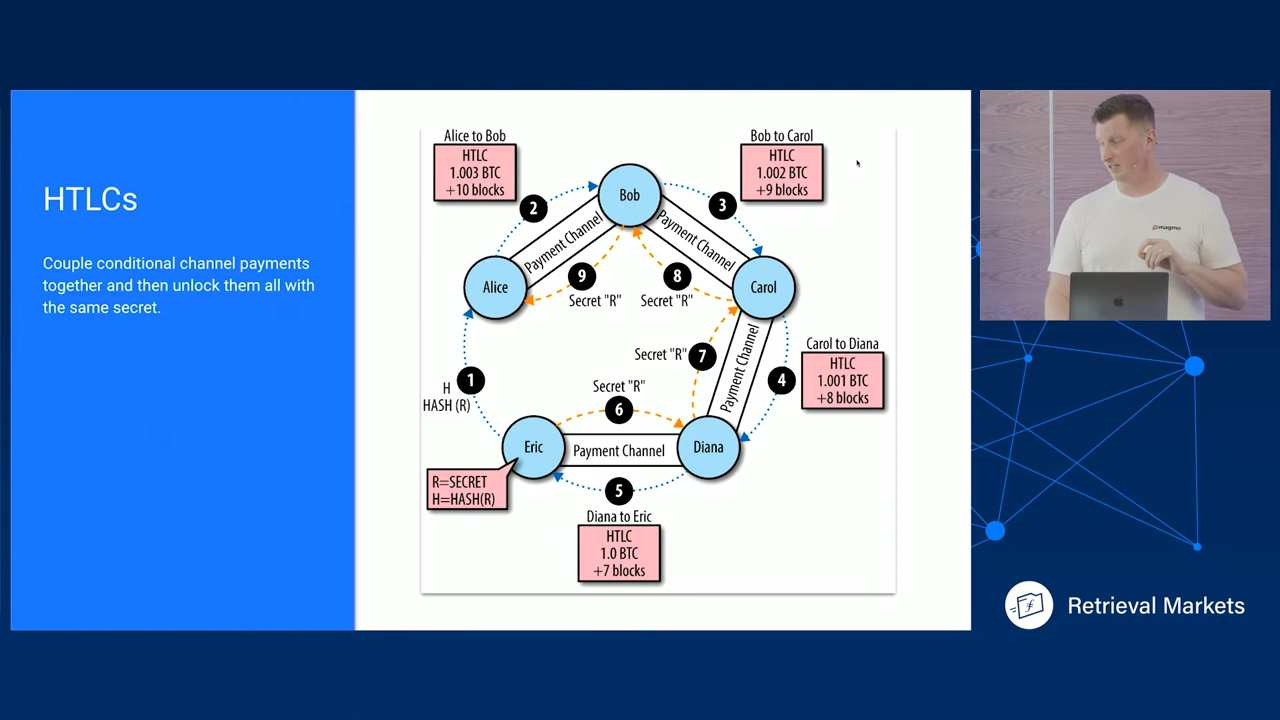 HTLCs
Couple conditional channel payments
together and then unlock them all with
the same secret.
Alice to Bob
HTLC
1.003 BTC
+10 blocks
Bob to Carol
HTLC
1.002 BTC
+9 blocks
2
Bob
3
Payment Channel
Payment Channel
9
Secret "R"
8
Secret "R"
Alice
Carol
Secret "R"
7
Payment Channel
Carol to Diana
HTLC
1.001 BTC
+8 blocks
4
1
H
HASH (R)
Secret "R"
6
Eric
Payment Channel
Diana
R=SECRET
H=HASH(R)
5
Diana to Eric
HTLC
1.0 BTC
+7 blocks
magmo
Retrieval Markets